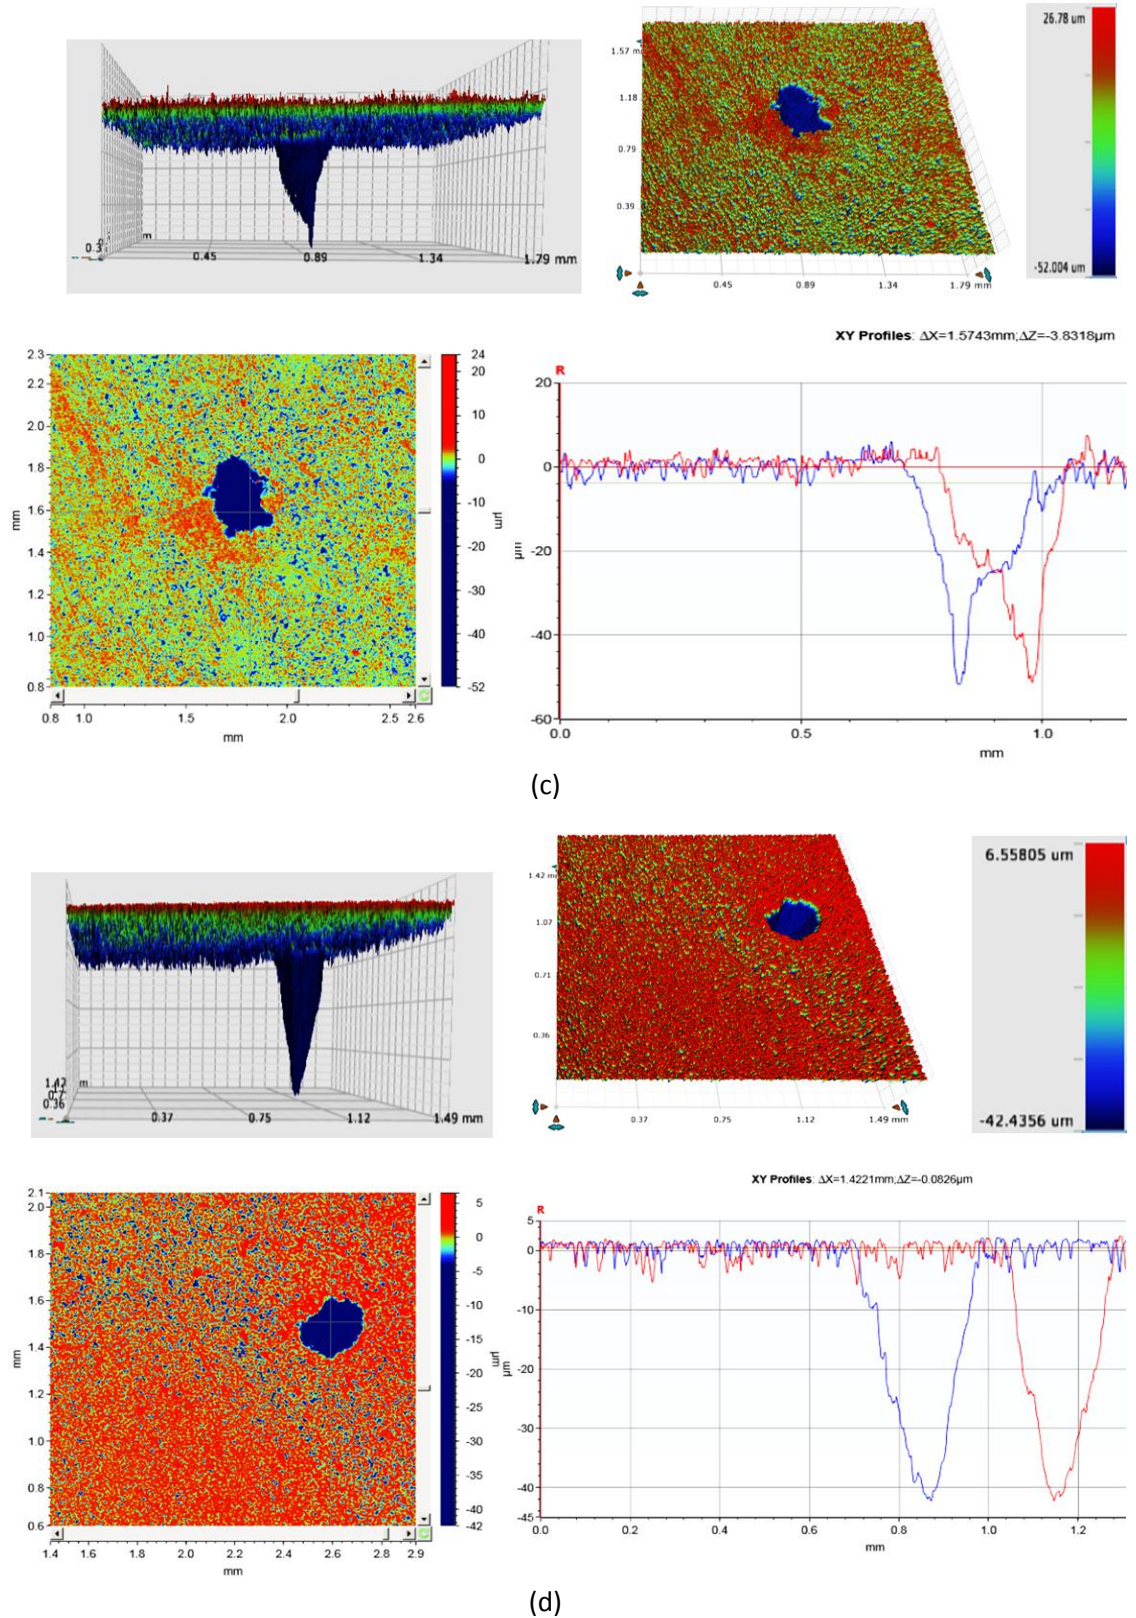 26.78 um
-52.004 um
0.3
m
0.45
0.89
1.34
1.79 mm
1.57 m
1.18
0.79
0.39
0.45
0.89
1.34
1.79 mm
XY Profiles: ΔX=1.5743mm;ΔZ=-3.8318µm
2.3
2.2
2.0
1.8
1.6
1.4
1.2
1.0
0.8
mm
0.8 1.0 1.5 2.0 2.5 2.6
mm
24
20
10
0
-10
-20
-30
-40
-52
µm
R
20
0
-20
-40
-60
µm
0.0 0.5 1.0
mm
(c)
6.55805 um
-42.4356 um
0.36
m
0.37
0.75
1.12
1.49 mm
1.42 m
1.07
0.71
0.36
0.37
0.75
1.12
1.49 mm
XY Profiles: ΔX=1.4221mm;ΔZ=-0.0826µm
2.1
2.0
1.8
1.6
1.4
1.2
1.0
0.8
0.6
mm
1.4 1.6 1.8 2.0 2.2 2.4 2.6 2.8 2.9
mm
5
0
-5
-10
-15
-20
-25
-30
-35
-40
-42
µm
R
5
0
-10
-20
-30
-40
-45
µm
0.0 0.2 0.4 0.6 0.8 1.0 1.2
mm
(d)